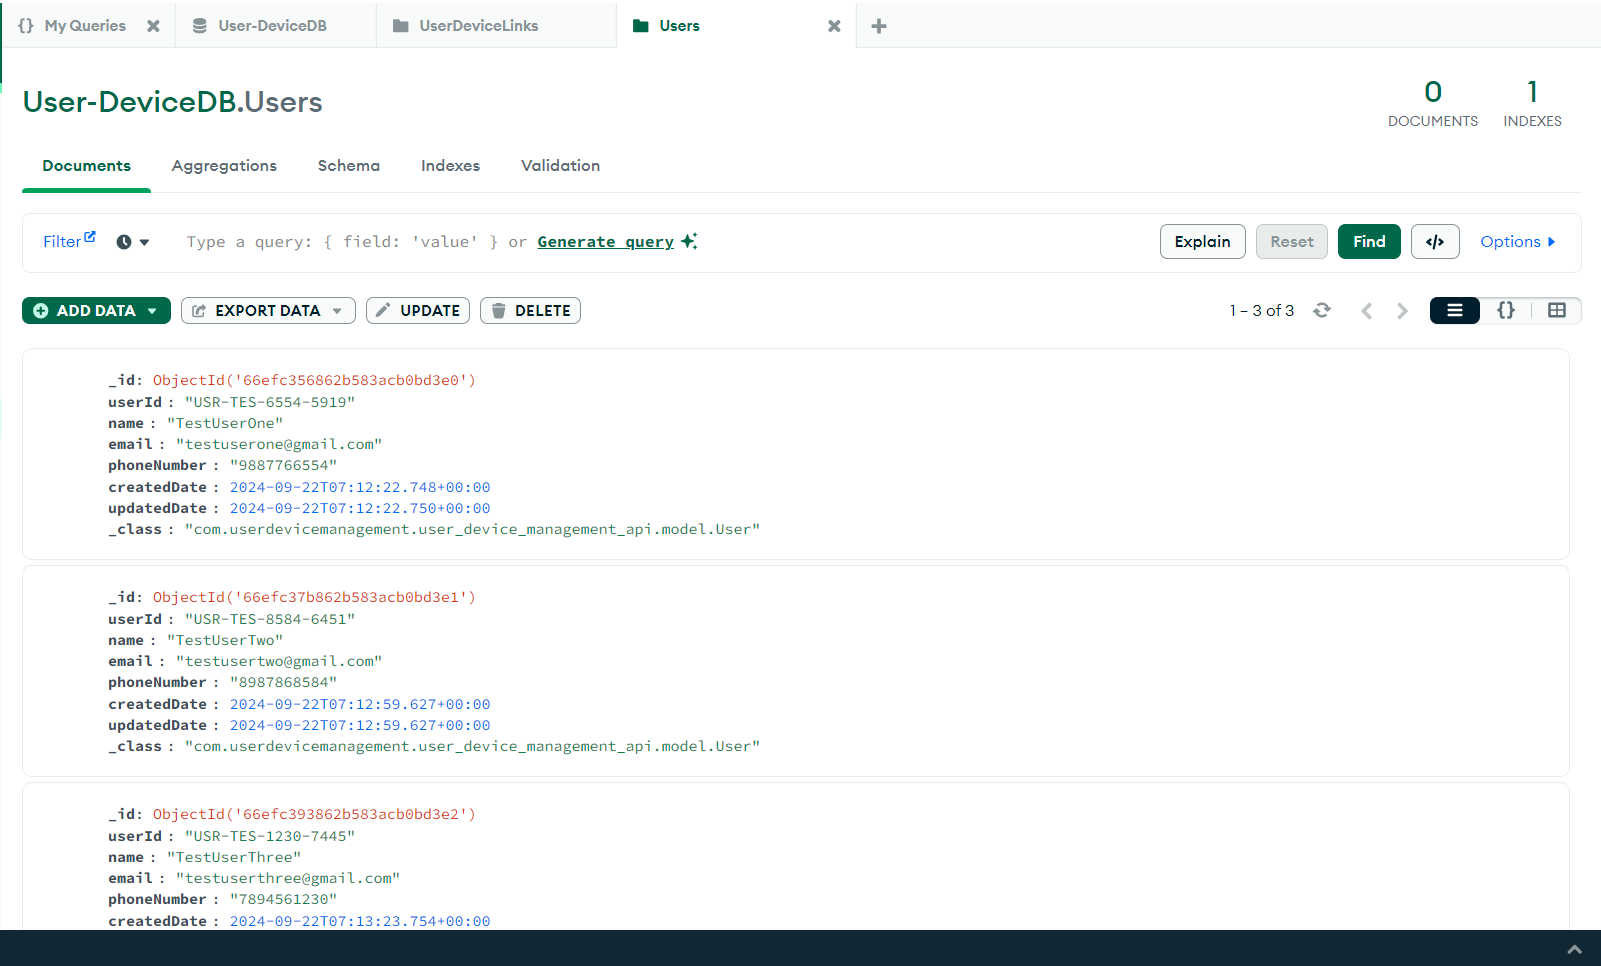 My Queries
User-DeviceDB
UserDeviceLinks
Users
User-DeviceDB.Users
0
DOCUMENTS
1
INDEXES
Documents Aggregations Schema Indexes Validation
Filter Type a query: { field: 'value' } or Generate query Explain Reset Find </> Options
ADD DATA EXPORT DATA UPDATE DELETE 1 – 3 of 3 {}
_id: ObjectId('66efc356862b583acb0bd3e0')
userId : "USR-TES-6554-5919"
name : "TestUserOne"
email : "testuserone@gmail.com"
phoneNumber : "9887766554"
createdDate : 2024-09-22T07:12:22.748+00:00
updatedDate : 2024-09-22T07:12:22.750+00:00
_class : "com.userdevicemanagement.user_device_management_api.model.User"
_id: ObjectId('66efc37b862b583acb0bd3e1')
userId : "USR-TES-8584-6451"
name : "TestUserTwo"
email : "testusertwo@gmail.com"
phoneNumber : "8987868584"
createdDate : 2024-09-22T07:12:59.627+00:00
updatedDate : 2024-09-22T07:12:59.627+00:00
_class : "com.userdevicemanagement.user_device_management_api.model.User"
_id: ObjectId('66efc393862b583acb0bd3e2')
userId : "USR-TES-1230-7445"
name : "TestUserThree"
email : "testuserthree@gmail.com"
phoneNumber : "7894561230"
createdDate : 2024-09-22T07:13:23.754+00:00